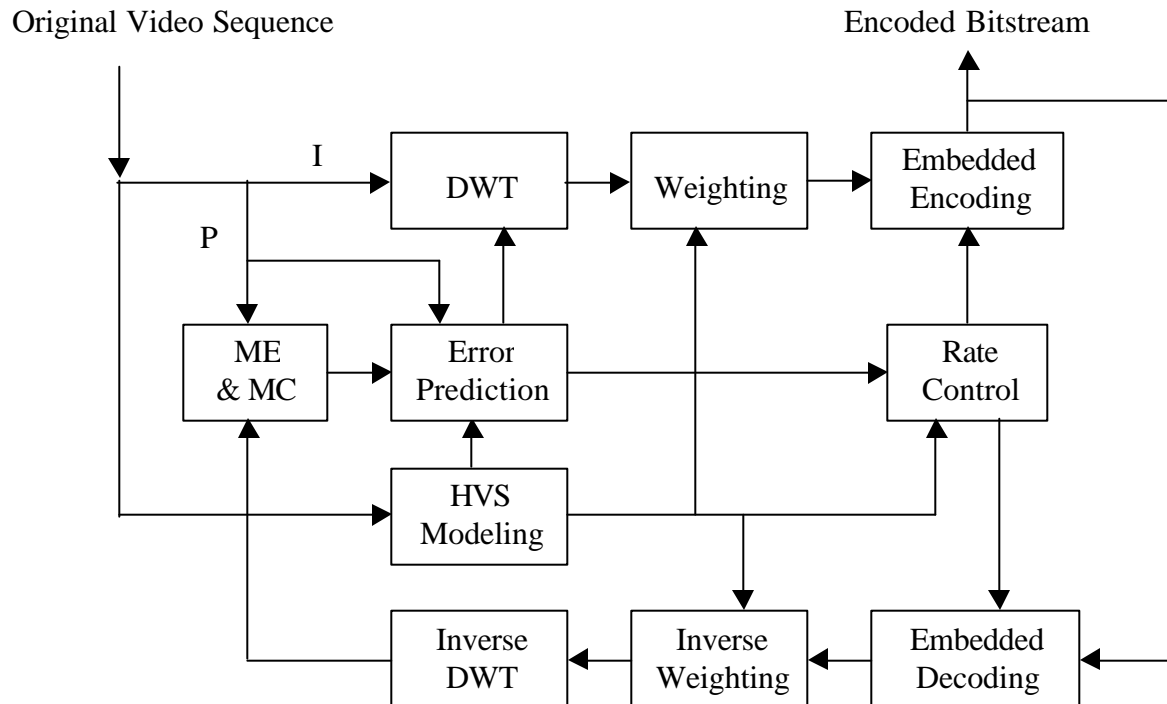 Original Video Sequence
Encoded Bitstream
I
DWT
Weighting
Embedded
Encoding
P
ME
& MC
Error
Prediction
Rate
Control
HVS
Modeling
Inverse
DWT
Inverse
Weighting
Embedded
Decoding